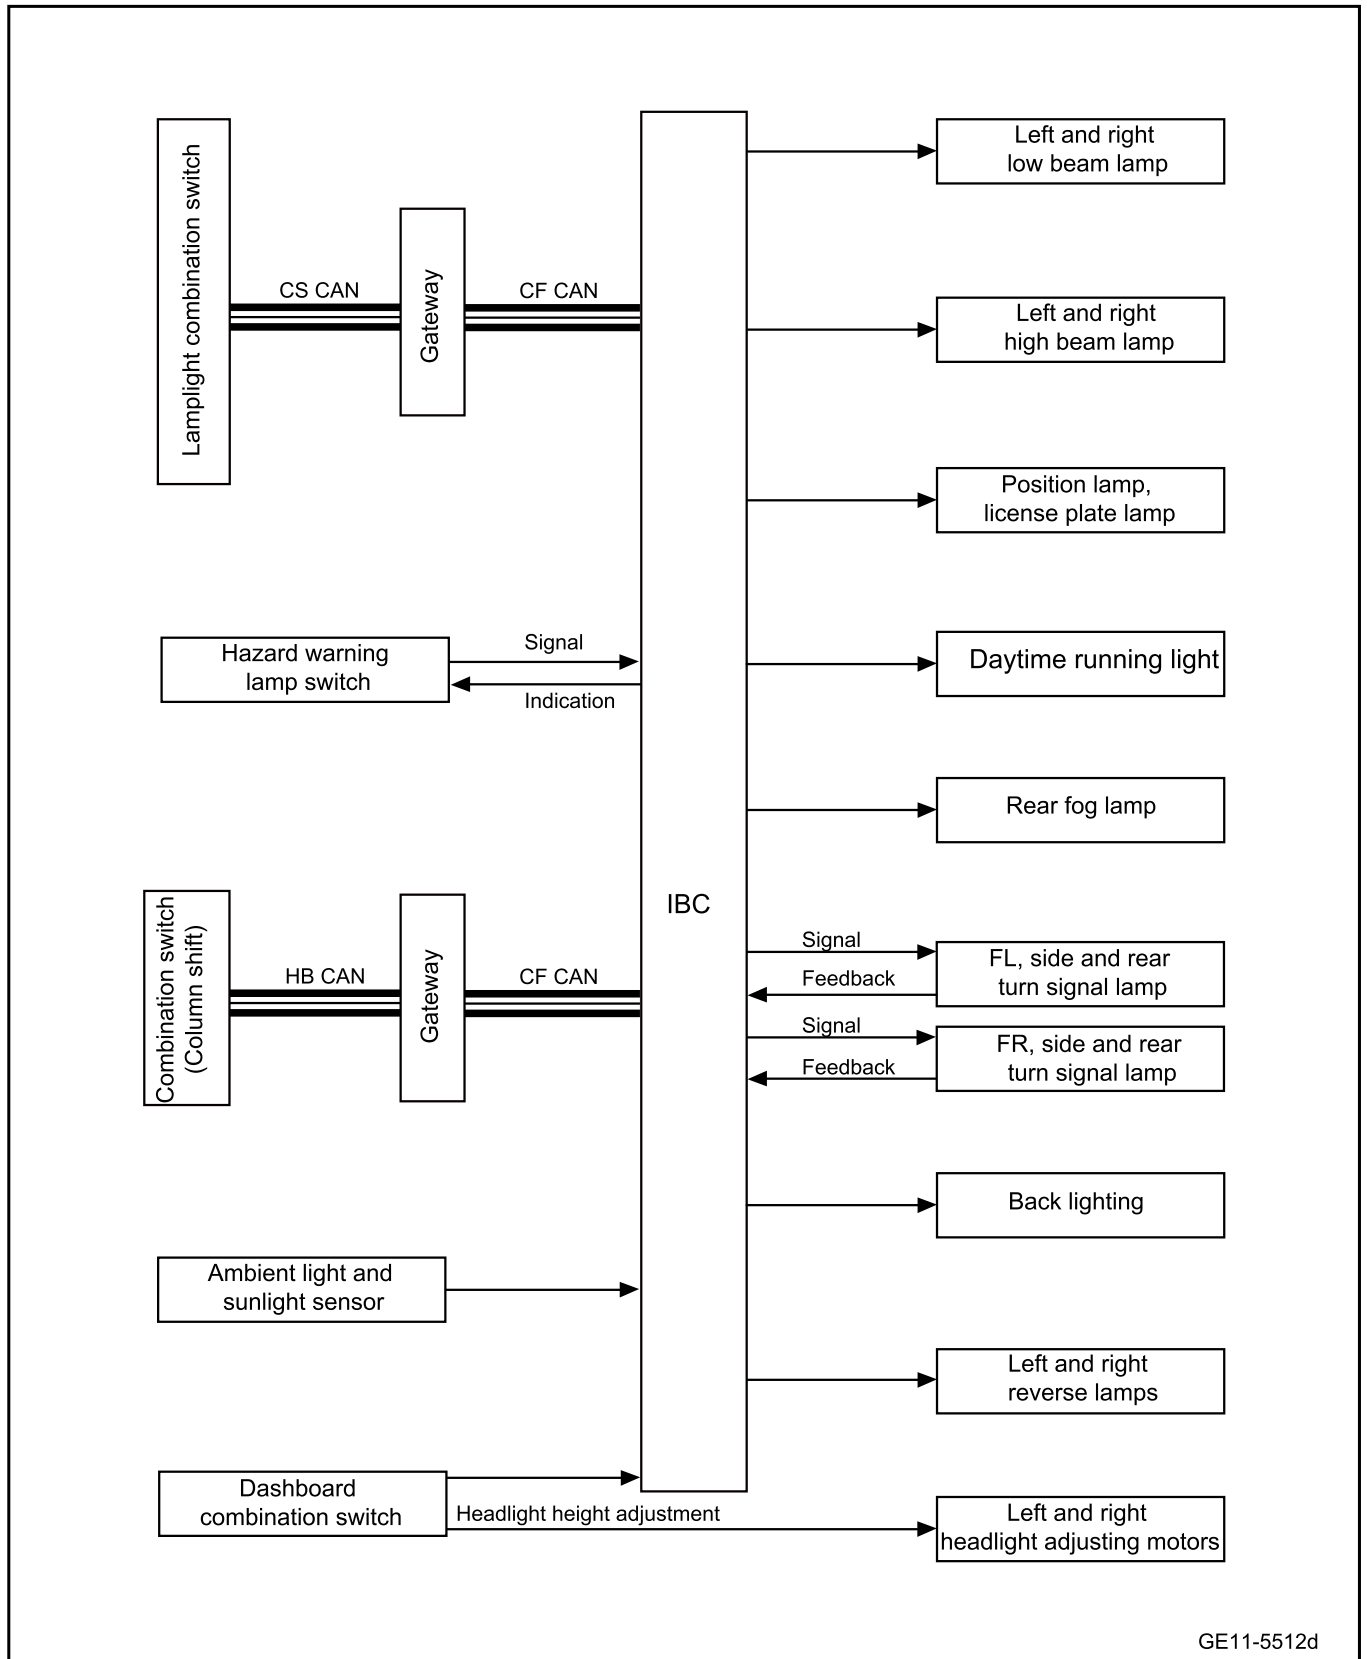 Left and right
low beam lamp
Lamplight combination switch
CS CAN
Gateway
CF CAN
Left and right
high beam lamp
Position lamp,
license plate lamp
Hazard warning
lamp switch
Signal
Indication
Daytime running light
Rear fog lamp
IBC
Combination switch
(Column shift)
HB CAN
Gateway
CF CAN
Signal
Feedback
FL, side and rear
turn signal lamp
Signal
Feedback
FR, side and rear
turn signal lamp
Back lighting
Ambient light and
sunlight sensor
Left and right
reverse lamps
Dashboard
combination switch
Headlight height adjustment
Left and right
headlight adjusting motors
GE11-5512d